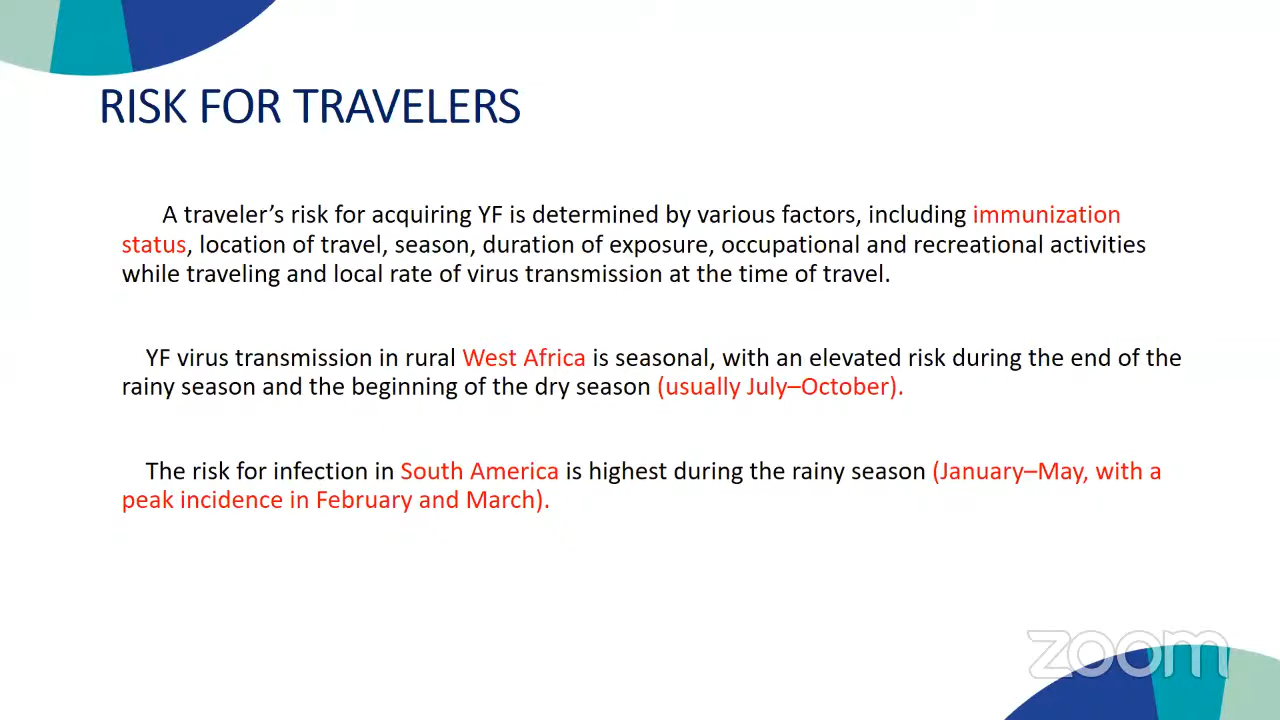 RISK FOR TRAVELERS
A traveler’s risk for acquiring YF is determined by various factors, including immunization
status, location of travel, season, duration of exposure, occupational and recreational activities
while traveling and local rate of virus transmission at the time of travel.
YF virus transmission in rural West Africa is seasonal, with an elevated risk during the end of the
rainy season and the beginning of the dry season (usually July–October).
The risk for infection in South America is highest during the rainy season (January–May, with a
peak incidence in February and March).
zoom